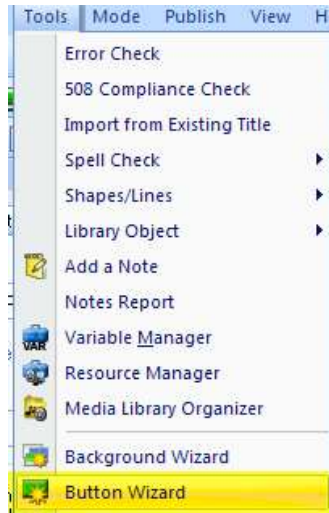 Tools Mode Publish View H
Error Check
508 Compliance Check
Import from Existing Title
Spell Check
Shapes/Lines
Library Object
Add a Note
Notes Report
VAR Variable Manager
Resource Manager
Media Library Organizer
Background Wizard
Button Wizard